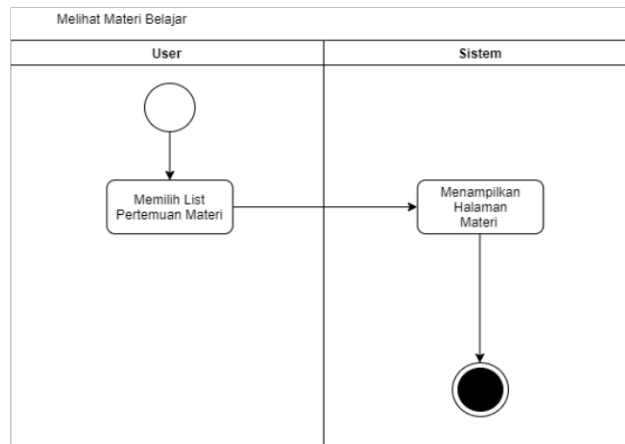 Melihat Materi Belajar
User
Sistem
Memilih List
Pertemuan Materi
Menampilkan
Halaman
Materi